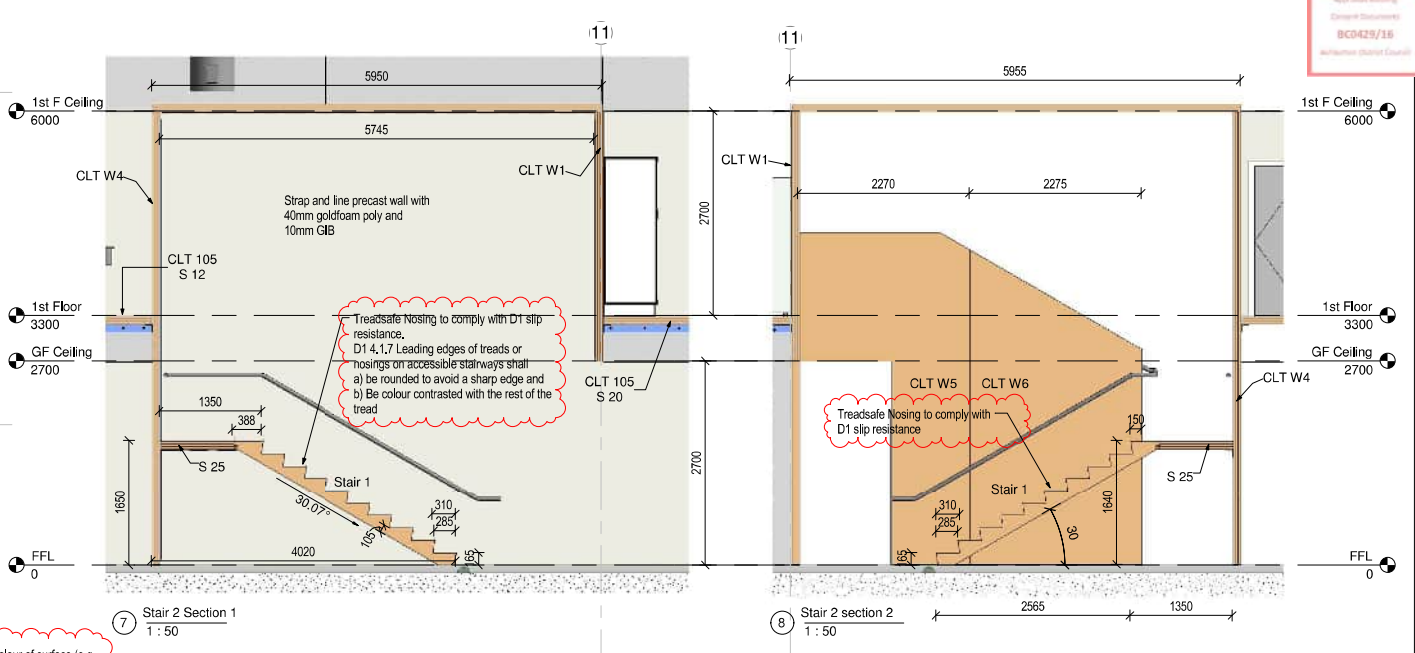 Consent Documents
BC0429/16
11
5950
1st F Ceiling
6000
5745
CLT W4
CLT W1
Strap and line precast wall with
40mm goldfoam poly and
10mm GIB
CLT 105
S 12
1st Floor
3300
GF Ceiling
2700
Treadsafe Nosing to comply with D1 slip
resistance.
D1 4.1.7 Leading edges of treads or
nosings on accessible stairways shall
a) be rounded to avoid a sharp edge and
b) Be colour contrasted with the rest of the
tread
CLT 105
S 20
1350
388
S 25
Stair 1
30.07°
1650
105
310
285
165
4020
FFL
0
7
Stair 2 Section 1
1 : 50
2700
2700
11
5955
1st F Ceiling
6000
CLT W1
2270
2275
1st Floor
3300
GF Ceiling
2700
CLT W4
CLT W5
CLT W6
Treadsafe Nosing to comply with
D1 slip resistance
150
S 25
Stair 1
1640
310
285
165
30
FFL
0
2565
1350
8
Stair 2 section 2
1 : 50